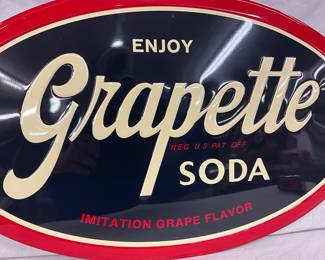 ENJOY
Grapette
REG U S PAT OFF
SODA
IMITATION GRAPE FLAVOR